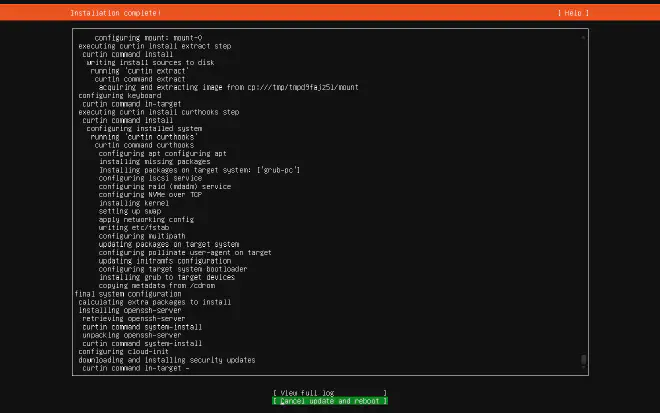 Installation complete!
[ Help ]
configuring mount: mount-0
executing curtin install extract step
curtin command install
writing install sources to disk
running 'curtin extract'
curtin command extract
acquiring and extracting image from cp:///tmp/tmpd9fajz5l/mount
configuring keyboard
curtin command in-target
executing curtin install curthooks step
curtin command install
configuring installed system
running 'curtin curthooks'
curtin command curthooks
configuring apt configuring apt
installing missing packages
Installing packages on target system: ['grub-pc']
configuring iscsi service
configuring raid (mdadm) service
configuring NVMe over TCP
installing kernel
setting up swap
apply networking config
writing etc/fstab
configuring multipath
updating packages on target system
configuring pollinate user-agent on target
updating initramfs configuration
configuring target system bootloader
installing grub to target devices
copying metadata from /cdrom
final system configuration
calculating extra packages to install
installing openssh-server
retrieving openssh-server
curtin command system-install
unpacking openssh-server
curtin command system-install
configuring cloud-init
downloading and installing security updates
curtin command in-target -
[ View full log ]
[ Cancel update and reboot ]